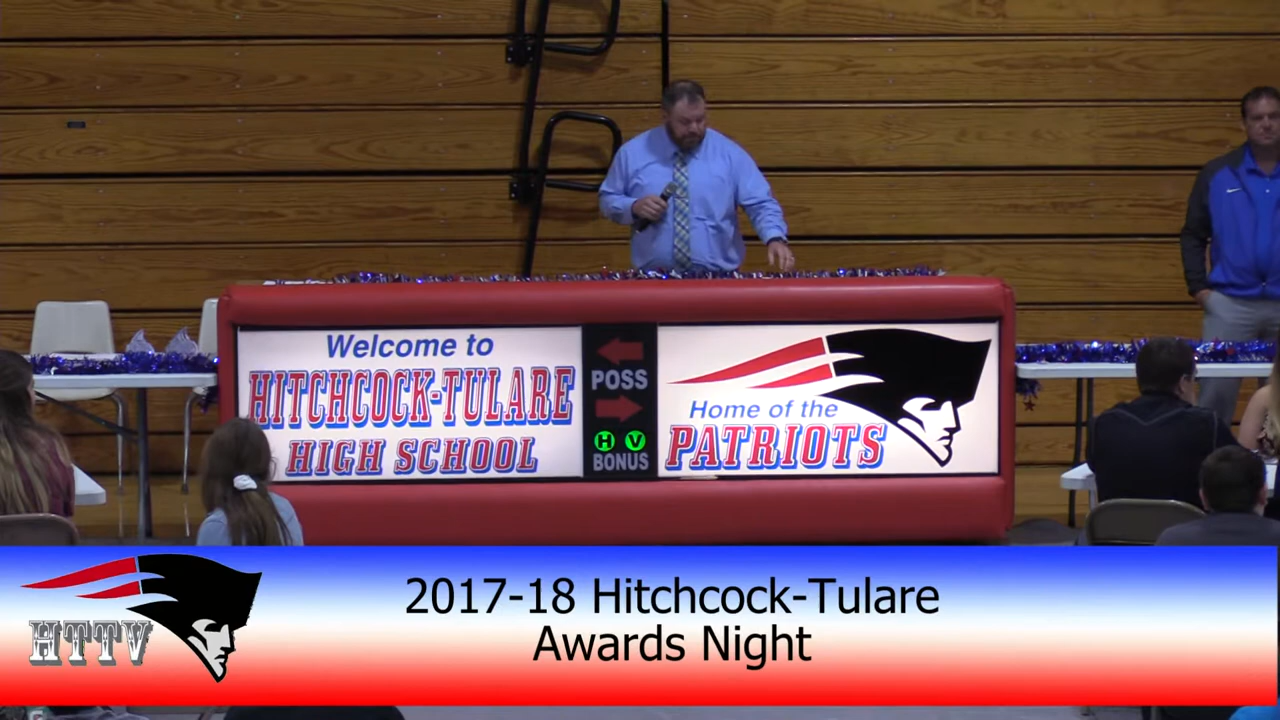 Welcome to
HITCHCOCK-TULARE
HIGH SCHOOL
POSS
H V
BONUS
Home of the
PATRIOTS
HTTV
2017-18 Hitchcock-Tulare
Awards Night